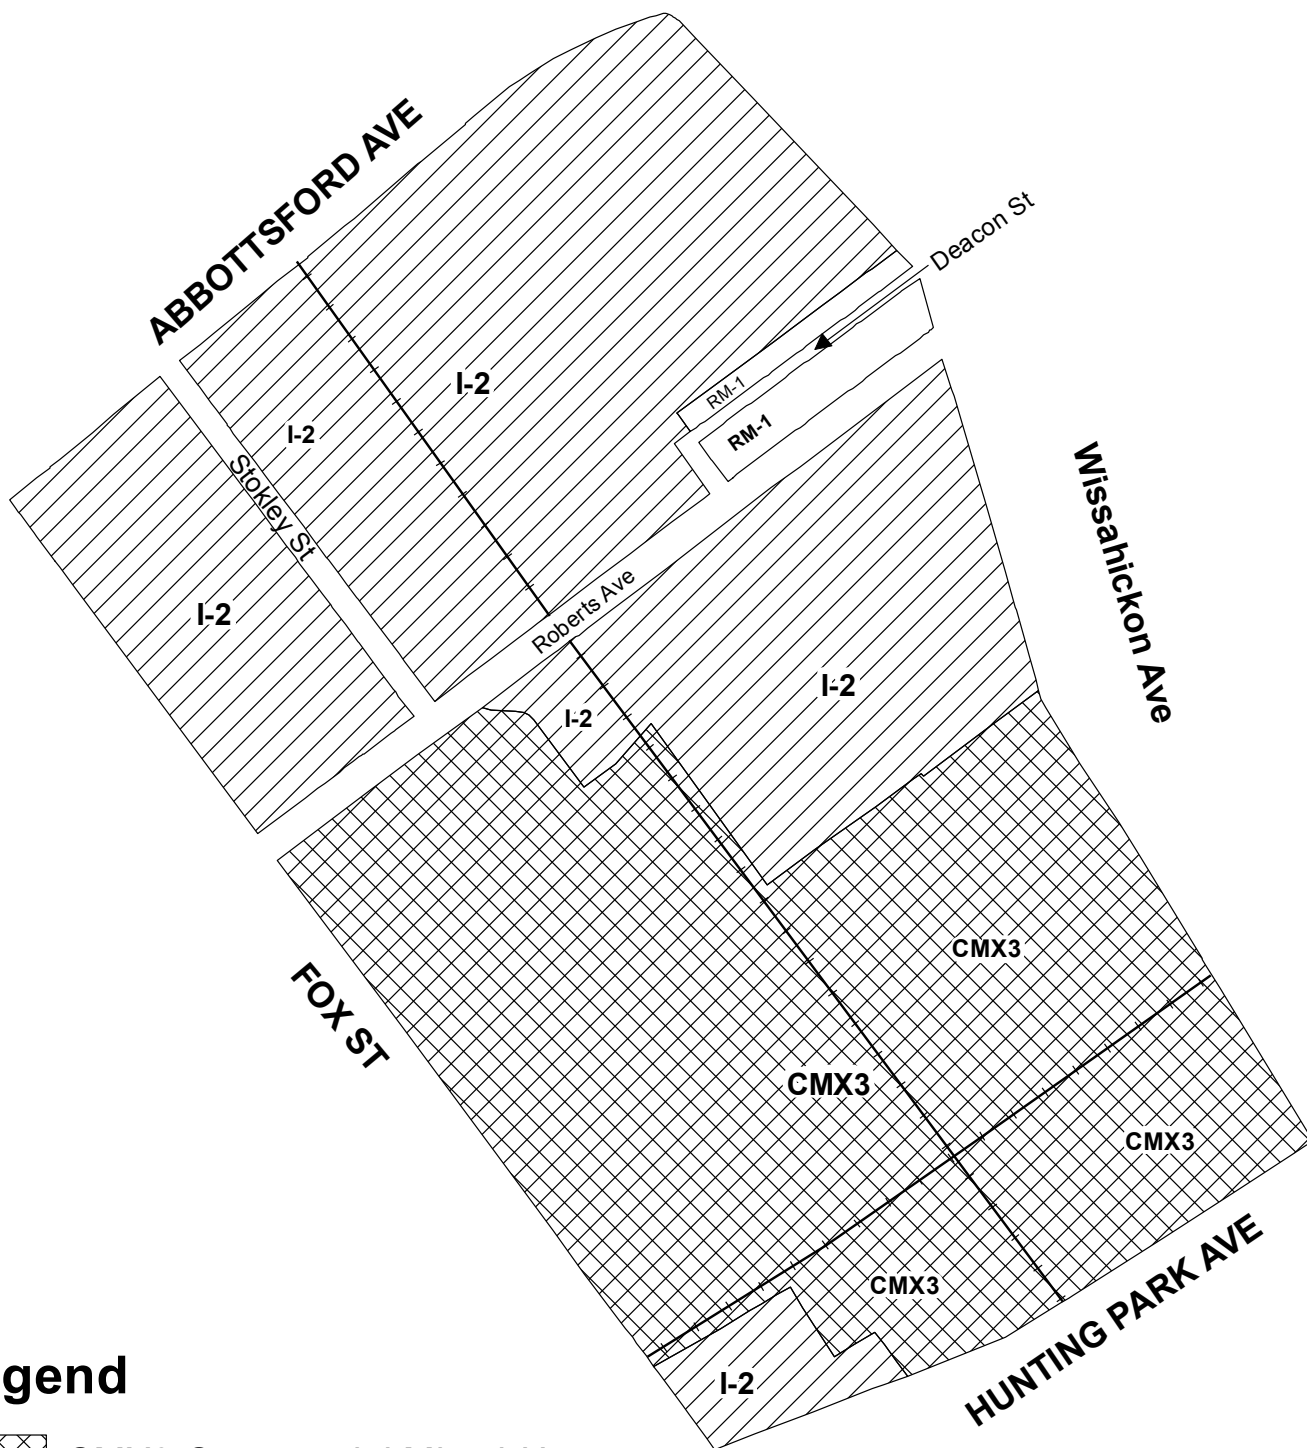 ABBOTTSFORD AVE
Deacon St
I-2
RM-1
I-2
RM-1
Stokley St
Wissahickon Ave
Roberts Ave
I-2
I-2
I-2
CMX3
FOX ST
CMX3
CMX3
CMX3
HUNTING PARK AVE
gend
I-2